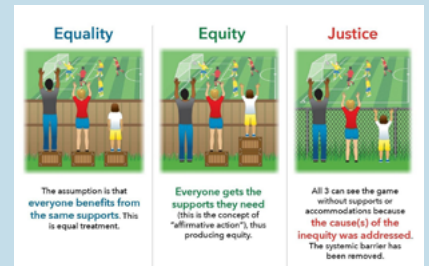 Equality
The assumption is that
everyone benefits from
the same supports. This
is equal treatment.
Equity
Everyone gets the
supports they need
(this is the concept of
"affirmative action"), thus
producing equity.
Justice
All 3 can see the game
without supports or
accommodations because
the cause(s) of the
inequity was addressed.
The systemic barrier has
been removed.